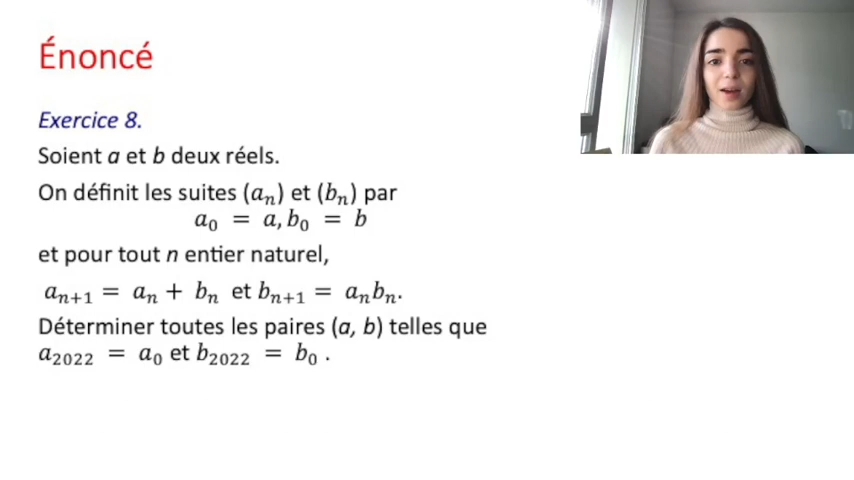 Énoncé
Exercice 8.
Soient a et b deux réels.
On définit les suites (aₙ) et (bₙ) par
a₀ = a, b₀ = b
et pour tout n entier naturel,
aₙ₊₁ = aₙ + bₙ et bₙ₊₁ = aₙbₙ.
Déterminer toutes les paires (a, b) telles que
a₂₀₂₂ = a₀ et b₂₀₂₂ = b₀ .